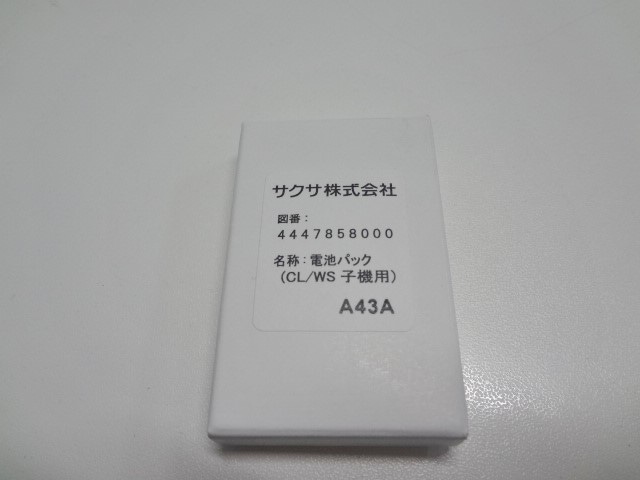 サクサ株式会社
図番：
4447858000
名称：電池パック
（CL/WS 子機用）
A43A